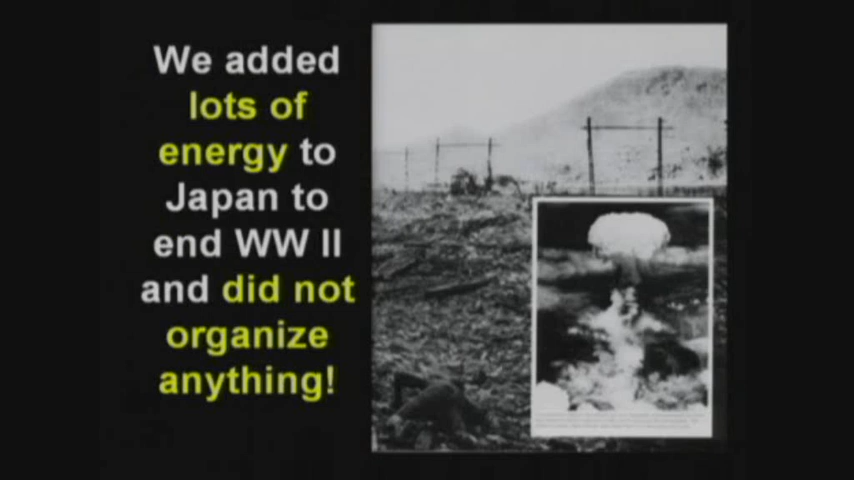 We added
lots of
energy to
Japan to
end WW II
and did not
organize
anything!